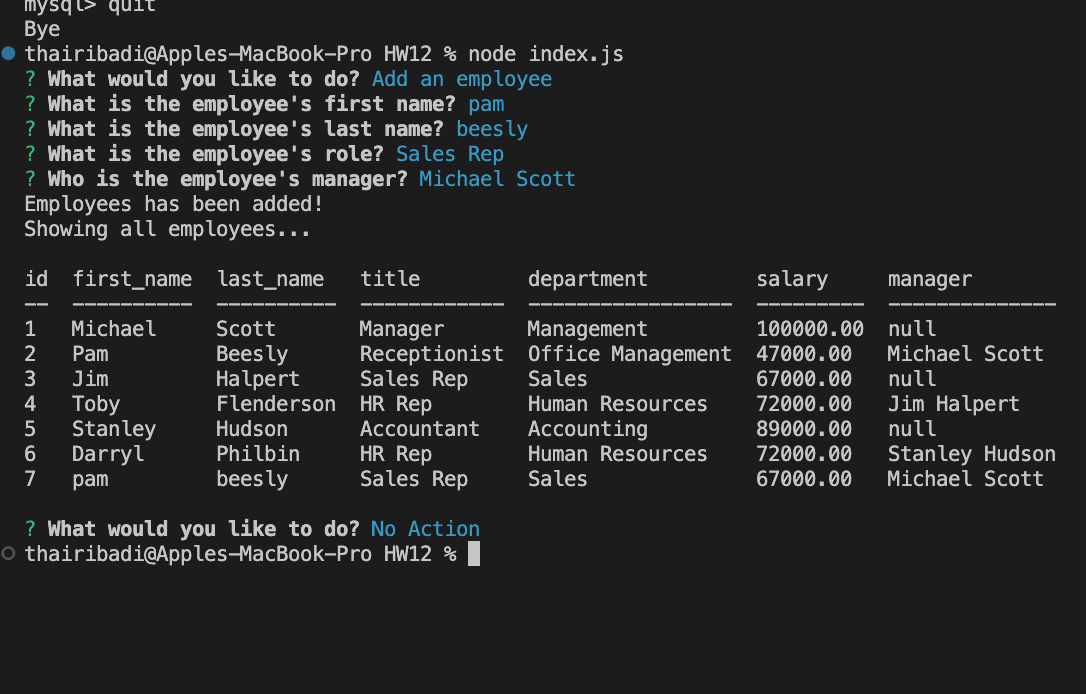 mysql> quit
Bye
thairibadi@Apples-MacBook-Pro HW12 % node index.js
? What would you like to do? Add an employee
? What is the employee's first name? pam
? What is the employee's last name? beesly
? What is the employee's role? Sales Rep
? Who is the employee's manager? Michael Scott
Employees has been added!
Showing all employees...
id  first_name  last_name   title         department         salary     manager
--  ----------  ----------  ------------  -----------------  ---------  --------------
1   Michael     Scott       Manager       Management         100000.00  null
2   Pam         Beesly      Receptionist  Office Management  47000.00   Michael Scott
3   Jim         Halpert     Sales Rep     Sales              67000.00   null
4   Toby        Flenderson  HR Rep        Human Resources    72000.00   Jim Halpert
5   Stanley     Hudson      Accountant    Accounting         89000.00   null
6   Darryl      Philbin     HR Rep        Human Resources    72000.00   Stanley Hudson
7   pam         beesly      Sales Rep     Sales              67000.00   Michael Scott
? What would you like to do? No Action
thairibadi@Apples-MacBook-Pro HW12 %